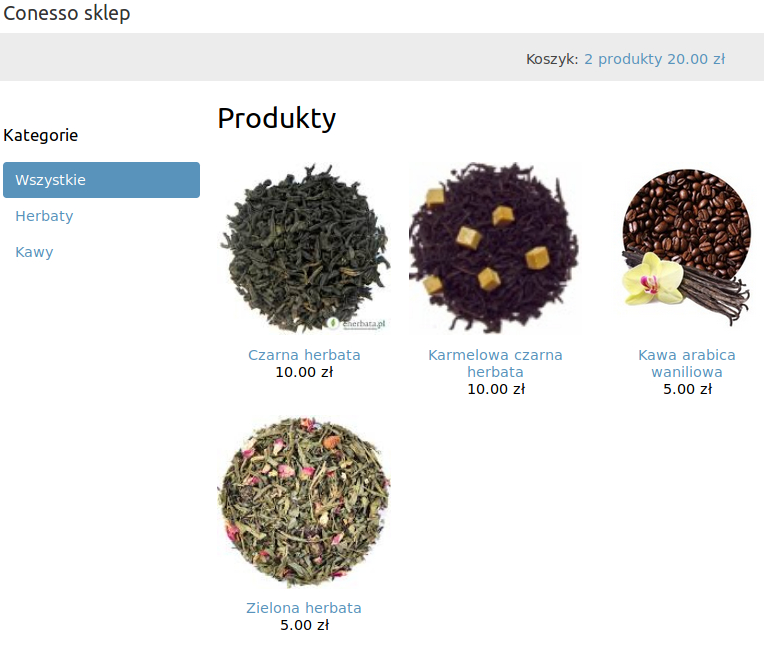 Conesso sklep
Koszyk: 2 produkty 20.00 zł
Kategorie
Wszystkie
Herbaty
Kawy
Produkty
enerbata.pl
Czarna herbata
10.00 zł
Karmelowa czarna
herbata
10.00 zł
Kawa arabica
waniliowa
5.00 zł
Zielona herbata
5.00 zł